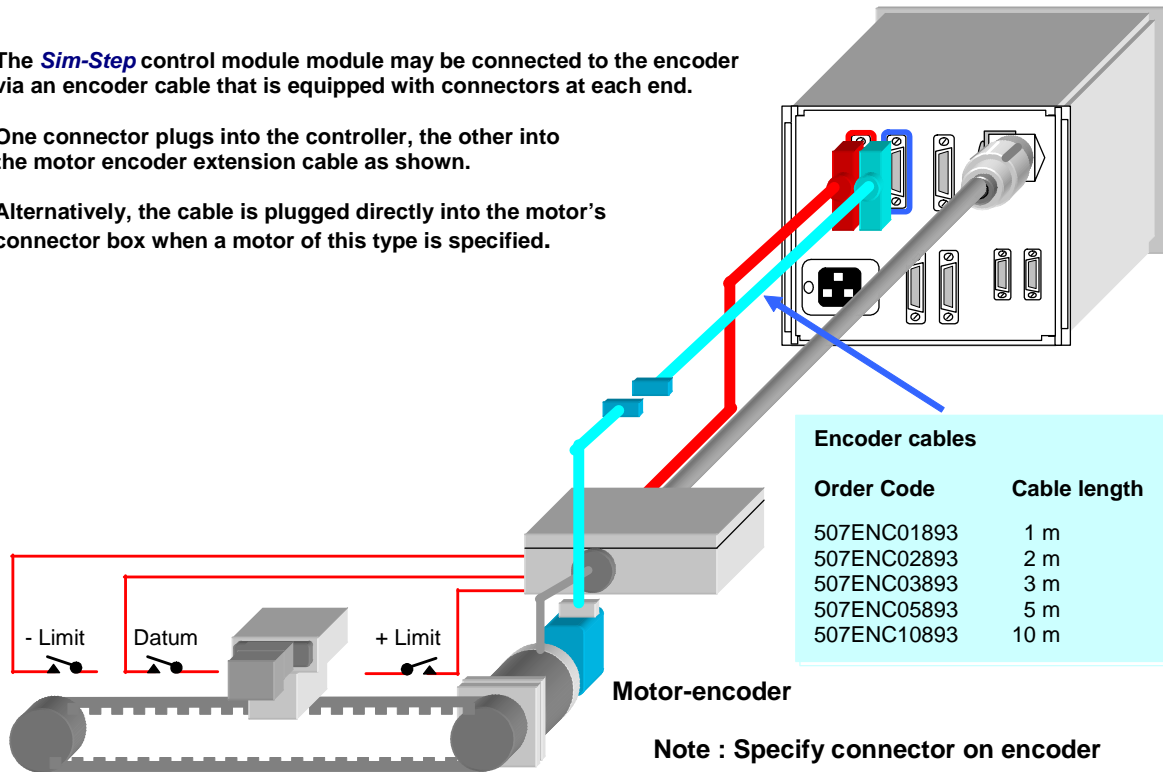 The Sim-Step control module module may be connected to the encoder
via an encoder cable that is equipped with connectors at each end.
One connector plugs into the controller, the other into
the motor encoder extension cable as shown.
Alternatively, the cable is plugged directly into the motor's
connector box when a motor of this type is specified.
Encoder cables
Order Code Cable length
507ENC01893 1 m
507ENC02893 2 m
507ENC03893 3 m
507ENC05893 5 m
507ENC10893 10 m
- Limit Datum + Limit
Motor-encoder
Note : Specify connector on encoder